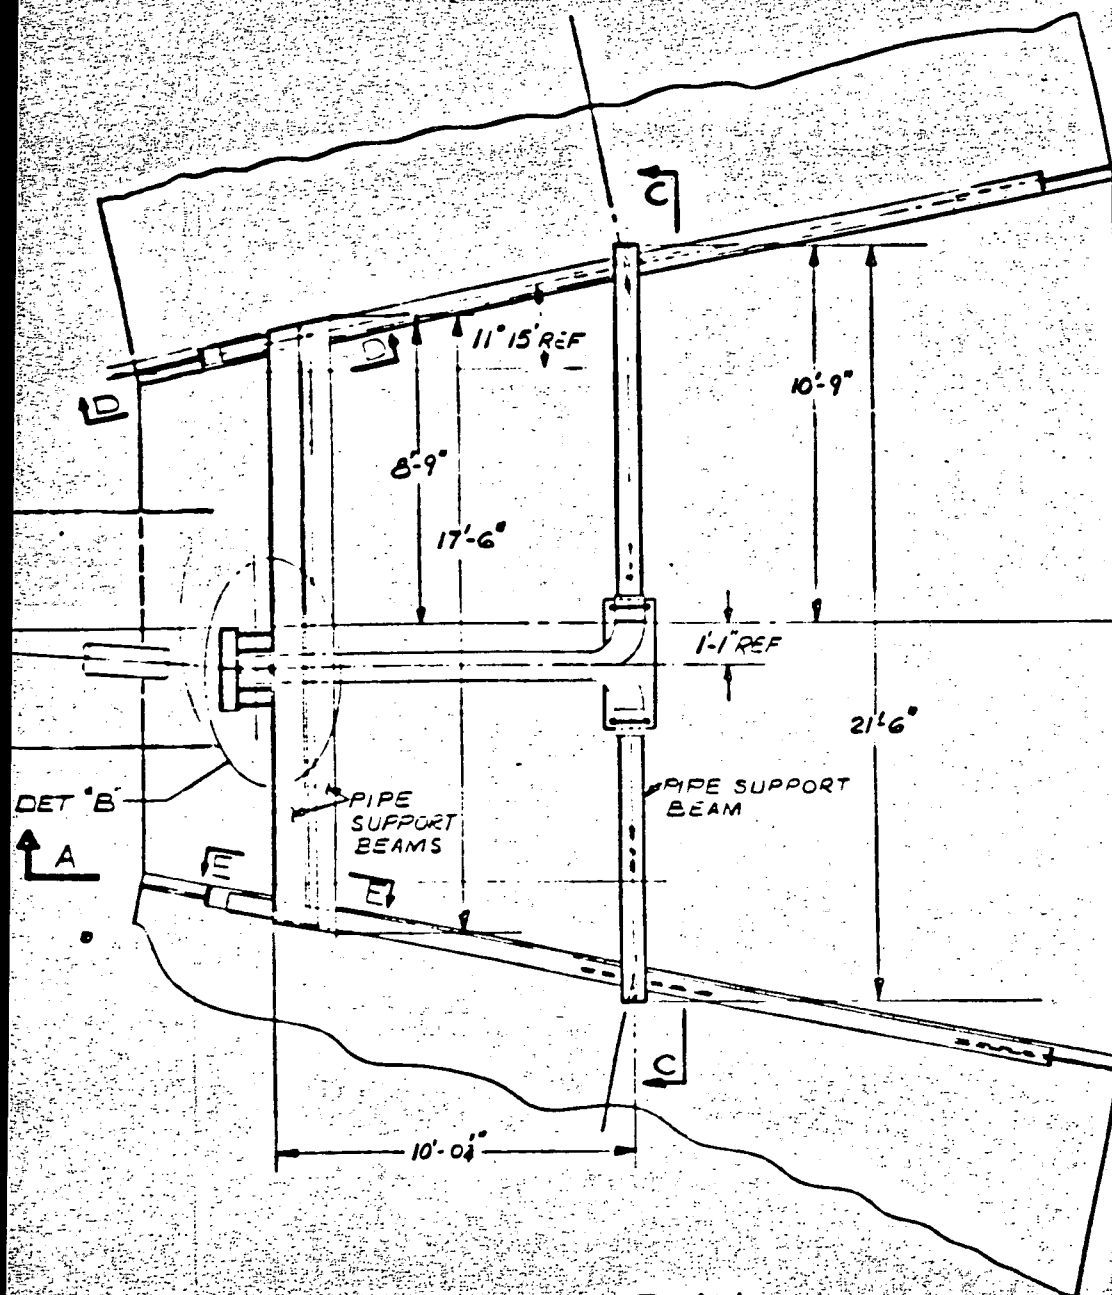 C
11° 15' REF
D
D
10'-9"
8'-9"
17'-6"
1'-1" REF
21'-6"
DET "B"
PIPE
SUPPORT
BEAMS
PIPE SUPPORT
BEAM
A
E
E
C
10'-0¼"